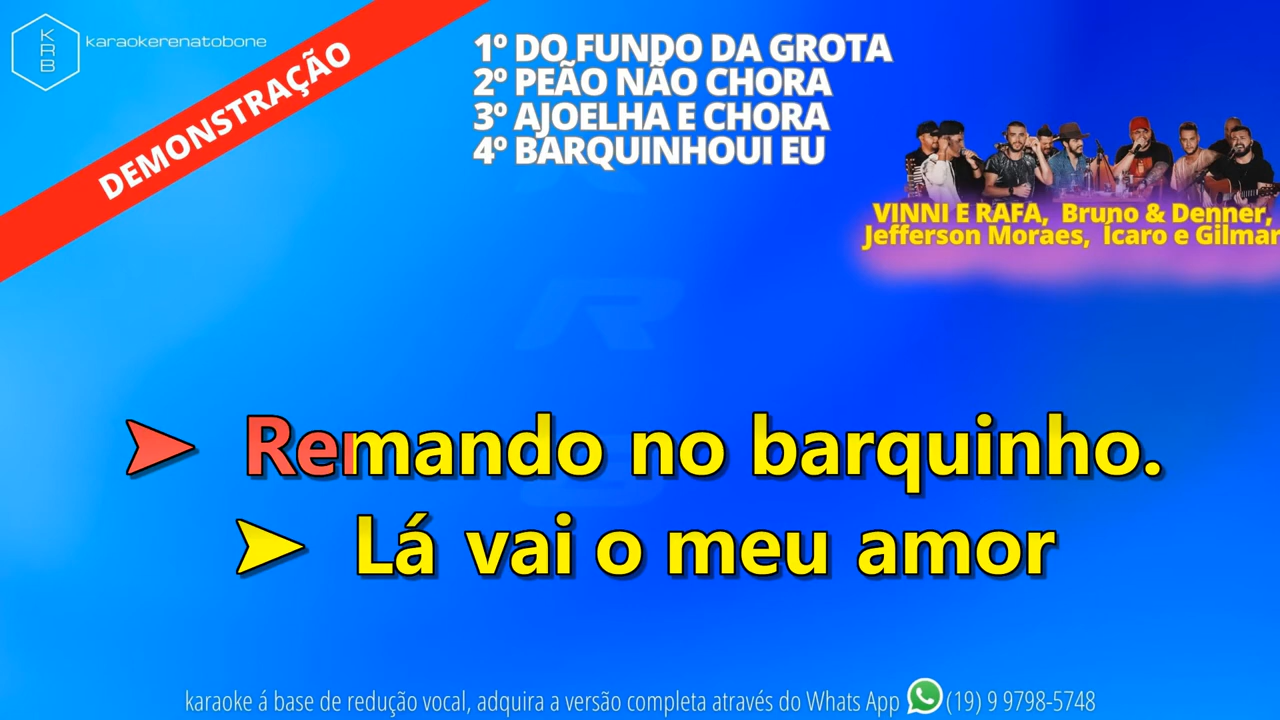 KRB
karaokerenatobone
DEMONSTRAÇÃO
1º DO FUNDO DA GROTA
2º PEÃO NÃO CHORA
3º AJOELHA E CHORA
4º BARQUINHOUI EU
VINNI E RAFA, Bruno & Denner,
Jefferson Moraes, Ícaro e Gilmar
➤ Remando no barquinho.
➤ Lá vai o meu amor
karaoke á base de redução vocal, adquira a versão completa através do Whats App (19) 9 9798-5748